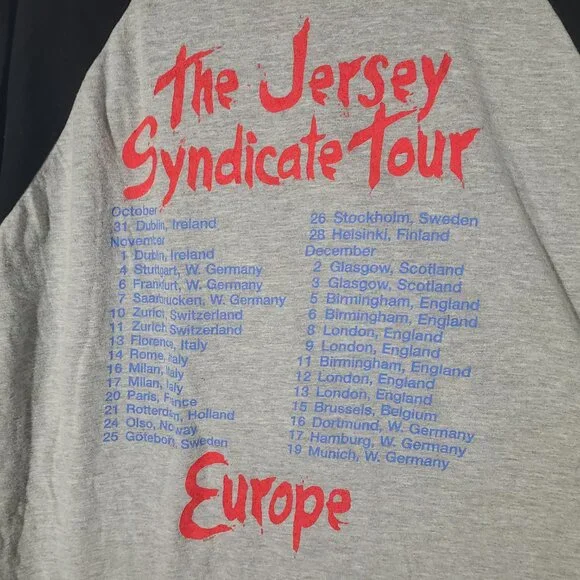 The Jersey
Syndicate Tour
October
31 Dublin, Ireland
November
1 Dublin, Ireland
4 Stuttgart, W. Germany
6 Frankfurt, W. Germany
7 Saarbrucken, W. Germany
10 Zurich, Switzerland
11 Zurich Switzerland
13 Florence, Italy
14 Rome, Italy
16 Milan, Italy
17 Milan, Italy
20 Paris, France
21 Rotterdam, Holland
24 Olso, Norway
25 Götebon, Sweden
26 Stockholm, Sweden
28 Helsinki, Finland
December
2 Glasgow, Scotland
3 Glasgow, Scotland
5 Birmingham, England
6 Birmingham, England
8 London, England
9 London, England
11 Birmingham, England
12 London, England
13 London, England
15 Brussels, Belgium
16 Dortmund, W. Germany
17 Hamburg, W. Germany
19 Munich, W. Germany
Europe